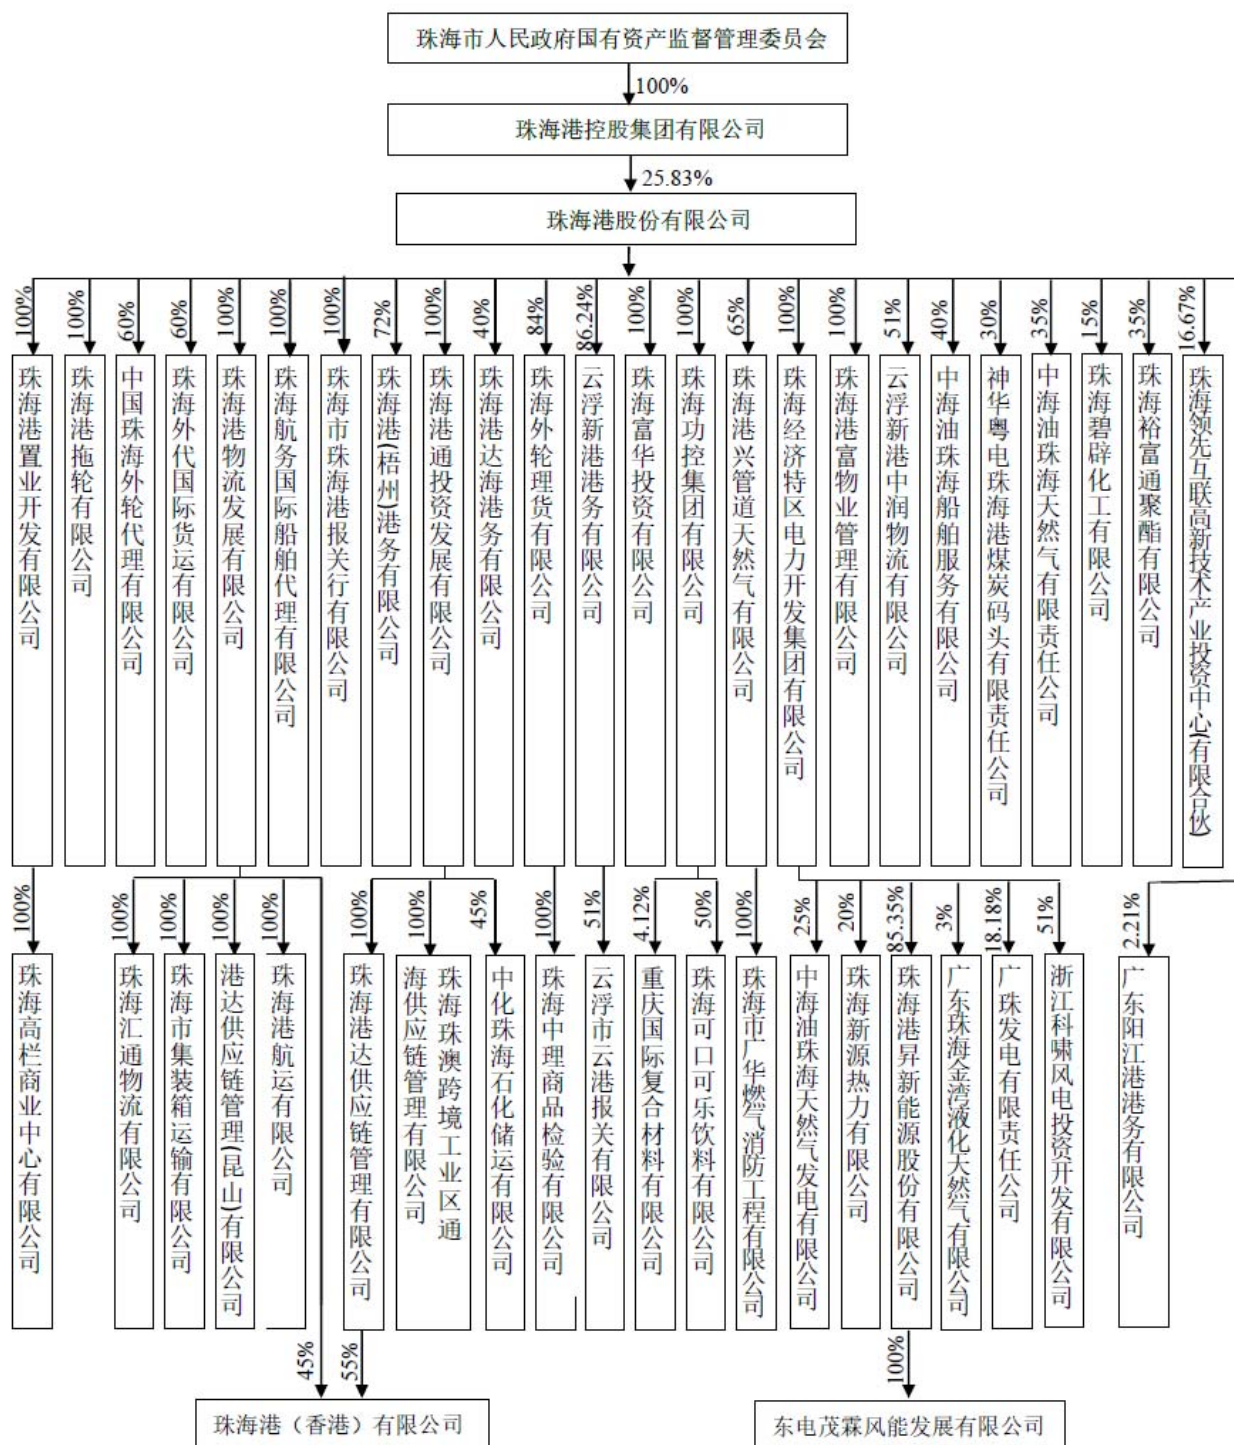 珠海市人民政府国有资产监督管理委员会
100%
珠海港控股集团有限公司
25.83%
珠海港股份有限公司
100%
100%
60%
60%
100%
100%
100%
72%
100%
40%
84%
86.24%
100%
100%
65%
100%
100%
51%
40%
30%
35%
15%
35%
16.67%
珠海港置业开发有限公司
珠海港拖轮有限公司
中国珠海外轮代理有限公司
珠海外代国际货运有限公司
珠海港物流发展有限公司
珠海航务国际船舶代理有限公司
珠海市珠海港报关行有限公司
珠海港(梧州)港务有限公司
珠海港通投资发展有限公司
珠海港达海港务有限公司
珠海外轮理货有限公司
云浮新港港务有限公司
珠海富华投资有限公司
珠海功控集团有限公司
珠海港兴管道天然气有限公司
珠海经济特区电力开发集团有限公司
珠海港富物业管理有限公司
云浮新港中润物流有限公司
中海油珠海船舶服务有限公司
神华粤电珠海港煤炭码头有限责任公司
中海油珠海天然气有限责任公司
珠海碧辟化工有限公司
珠海裕富通聚酯有限公司
珠海领先互联高新技术产业投资中心(有限合伙)
100%
100%
100%
100%
100%
100%
100%
45%
100%
51%
4.12%
50%
100%
25%
20%
85.35%
3%
18.18%
51%
2.21%
珠海高栏商业中心有限公司
珠海汇通物流有限公司
珠海市集装箱运输有限公司
港达供应链管理(昆山)有限公司
珠海港航运有限公司
珠海港达供应链管理有限公司
珠海珠澳跨境工业区通
海供应链管理有限公司
中化珠海石化储运有限公司
珠海中理商品检验有限公司
云浮市云港报关有限公司
重庆国际复合材料有限公司
珠海可口可乐饮料有限公司
珠海市广华燃气消防工程有限公司
中海油珠海天然气发电有限公司
珠海新源热力有限公司
珠海港昇新能源股份有限公司
广东珠海金湾液化天然气有限公司
广珠发电有限责任公司
浙江科啸风电投资开发有限公司
广东阳江港港务有限公司
45%
55%
100%
珠海港（香港）有限公司
东电茂霖风能发展有限公司